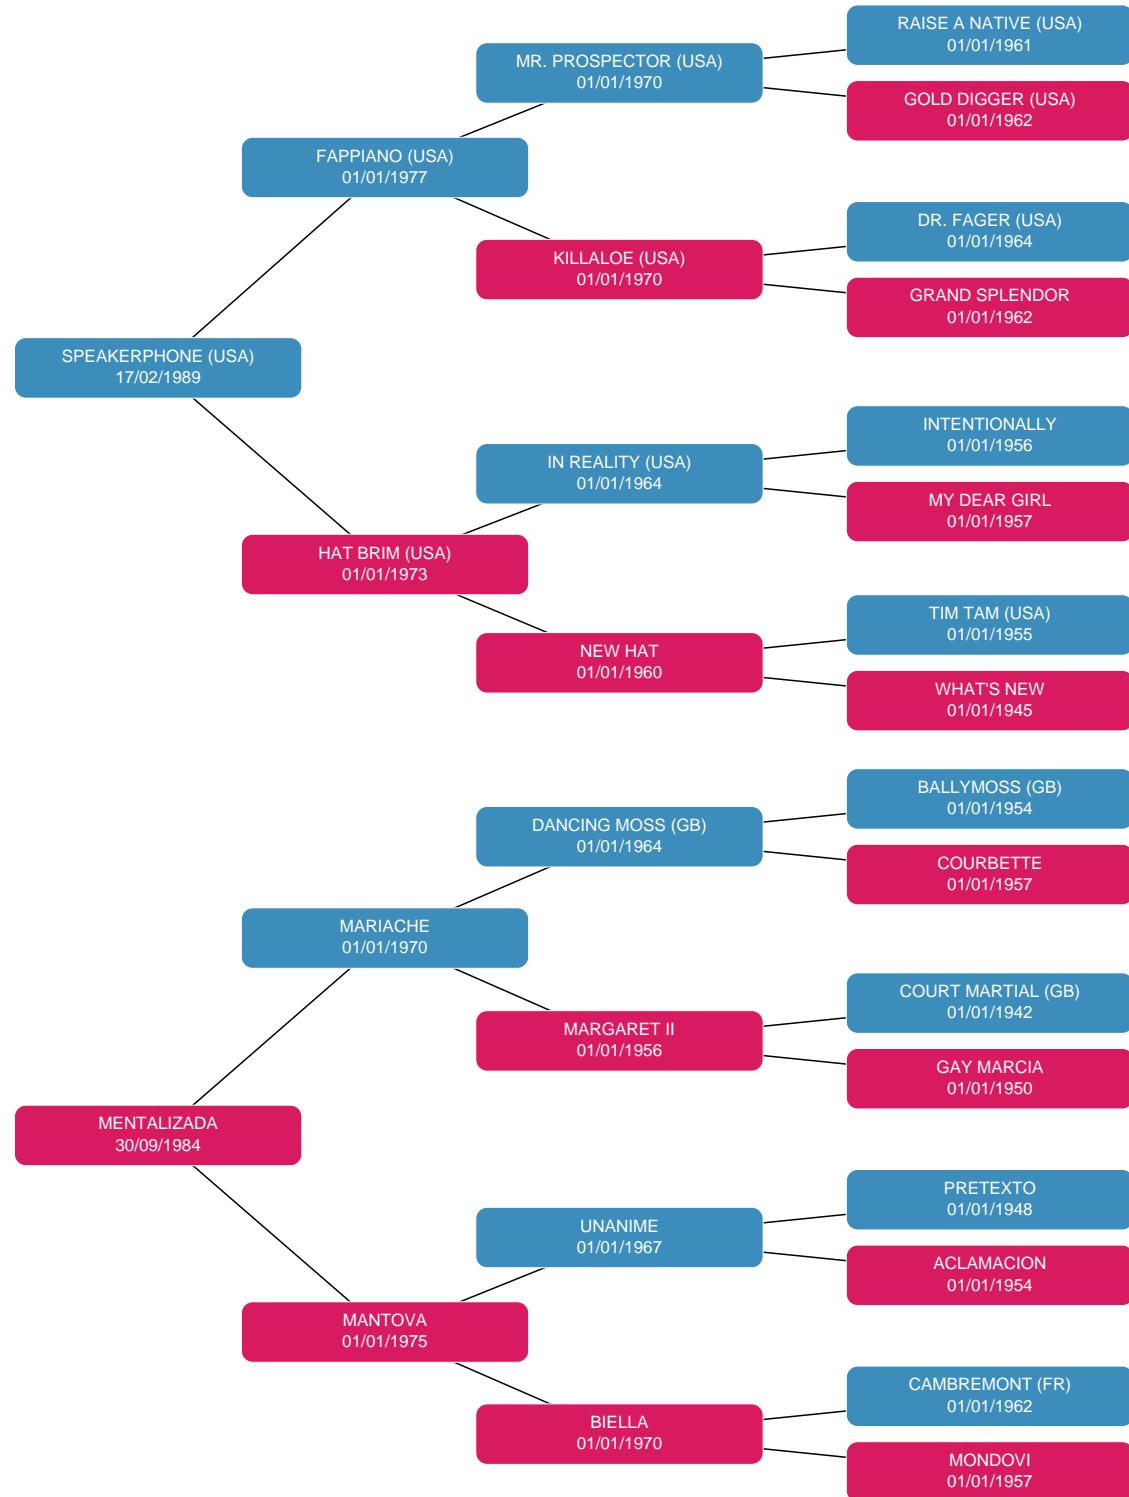 RAISE A NATIVE (USA)
01/01/1961
MR. PROSPECTOR (USA)
01/01/1970
GOLD DIGGER (USA)
01/01/1962
FAPPIANO (USA)
01/01/1977
DR. FAGER (USA)
01/01/1964
KILLALOE (USA)
01/01/1970
GRAND SPLENDOR
01/01/1962
SPEAKERPHONE (USA)
17/02/1989
INTENTIONALLY
01/01/1956
IN REALITY (USA)
01/01/1964
MY DEAR GIRL
01/01/1957
HAT BRIM (USA)
01/01/1973
TIM TAM (USA)
01/01/1955
NEW HAT
01/01/1960
WHAT'S NEW
01/01/1945
BALLYMOSS (GB)
01/01/1954
DANCING MOSS (GB)
01/01/1964
COURBETTE
01/01/1957
MARIACHE
01/01/1970
COURT MARTIAL (GB)
01/01/1942
MARGARET II
01/01/1956
GAY MARCIA
01/01/1950
MENTALIZADA
30/09/1984
PRETEXTO
01/01/1948
UNANIME
01/01/1967
ACLAMACION
01/01/1954
MANTOVA
01/01/1975
CAMBREMONT (FR)
01/01/1962
BIELLA
01/01/1970
MONDOVI
01/01/1957